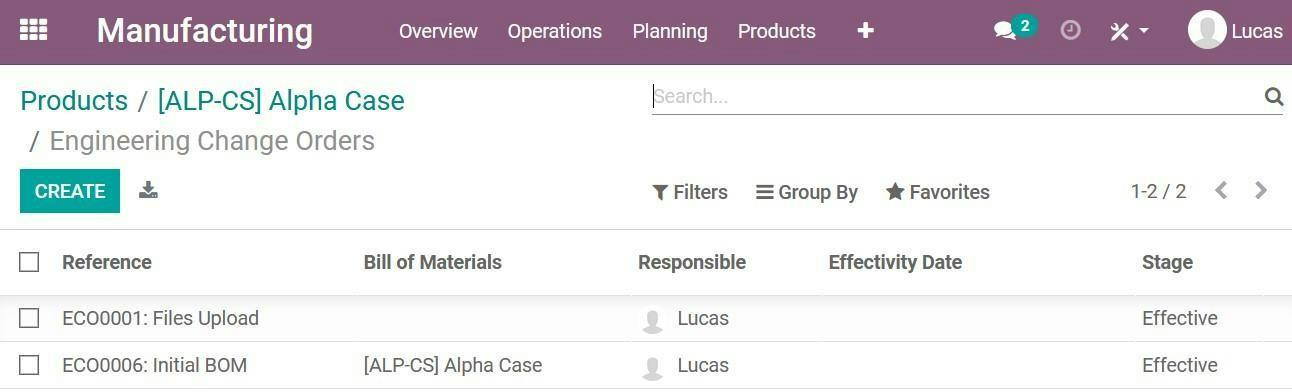 Manufacturing Overview Operations Planning Products + 2 Lucas
Products / [ALP-CS] Alpha Case Search...
/ Engineering Change Orders
CREATE Filters Group By Favorites 1-2 / 2
Reference Bill of Materials Responsible Effectivity Date Stage
ECO0001: Files Upload Lucas Effective
ECO0006: Initial BOM [ALP-CS] Alpha Case Lucas Effective